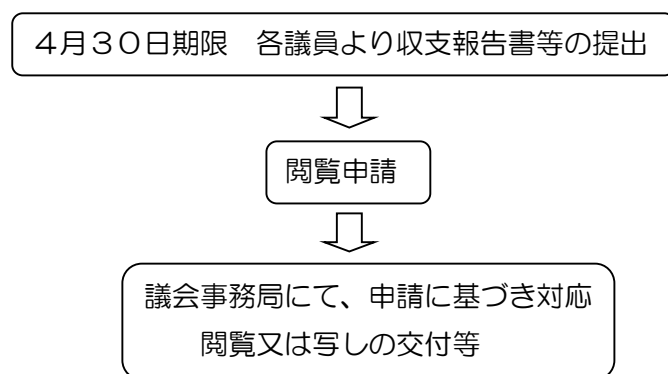 ４月３０日期限　各議員より収支報告書等の提出
閲覧申請
議会事務局にて、申請に基づき対応
閲覧又は写しの交付等